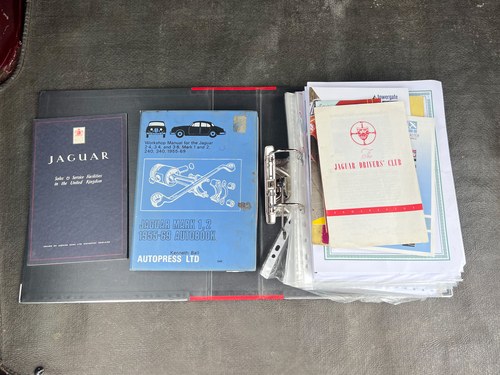 JAGUAR
Sales & Service Facilities
in the United Kingdom
Workshop Manual for the Jaguar
2.4, 3.4, and 3.8, Mark 1 and 2
240, 340, 1955-69
JAGUAR MARK 1, 2
1955-69 AUTOBOOK
AUTOPRESS LTD
The
JAGUAR DRIVERS' CLUB